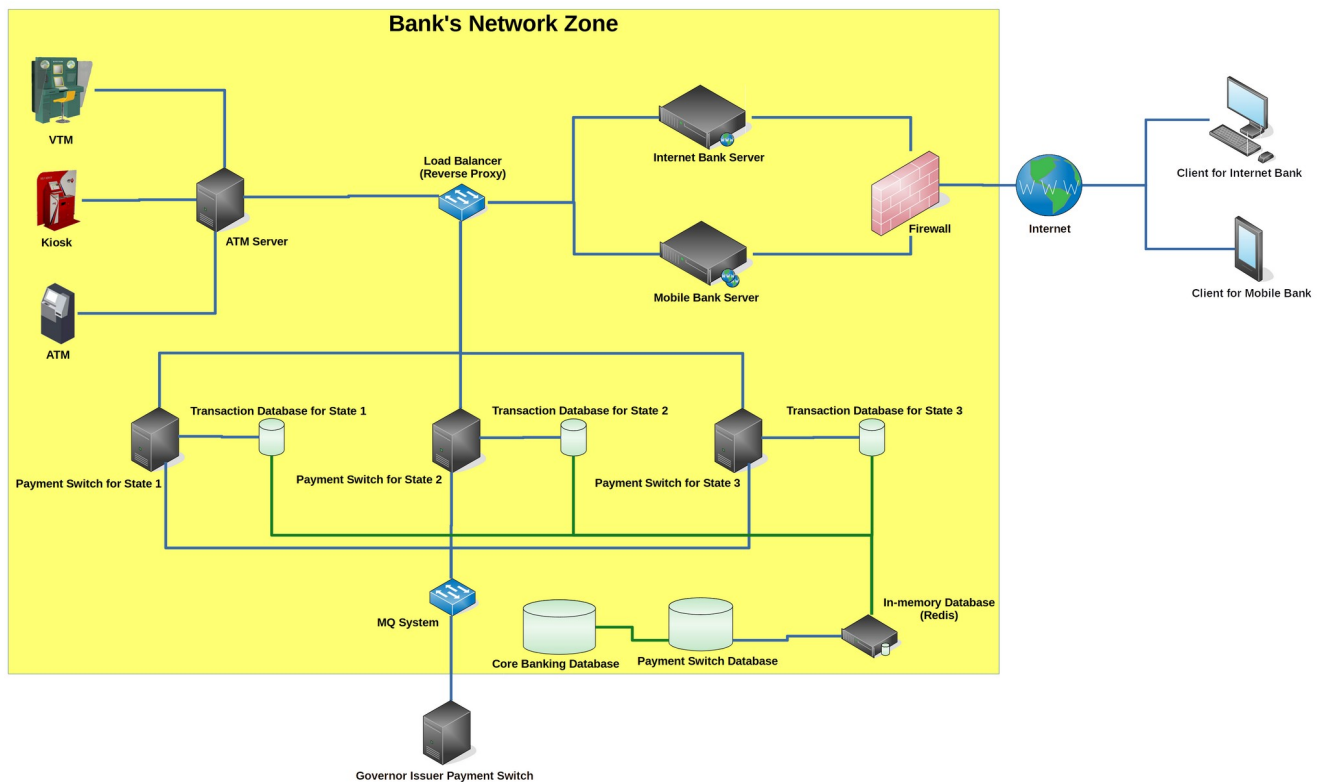 Bank's Network Zone
VTM
Kiosk
ATM
ATM Server
Load Balancer
(Reverse Proxy)
Internet Bank Server
Mobile Bank Server
Firewall
W W W
Internet
Client for Internet Bank
Client for Mobile Bank
Transaction Database for State 1
Transaction Database for State 2
Transaction Database for State 3
Payment Switch for State 1
Payment Switch for State 2
Payment Switch for State 3
MQ System
In-memory Database
(Redis)
Core Banking Database
Payment Switch Database
Governor Issuer Payment Switch